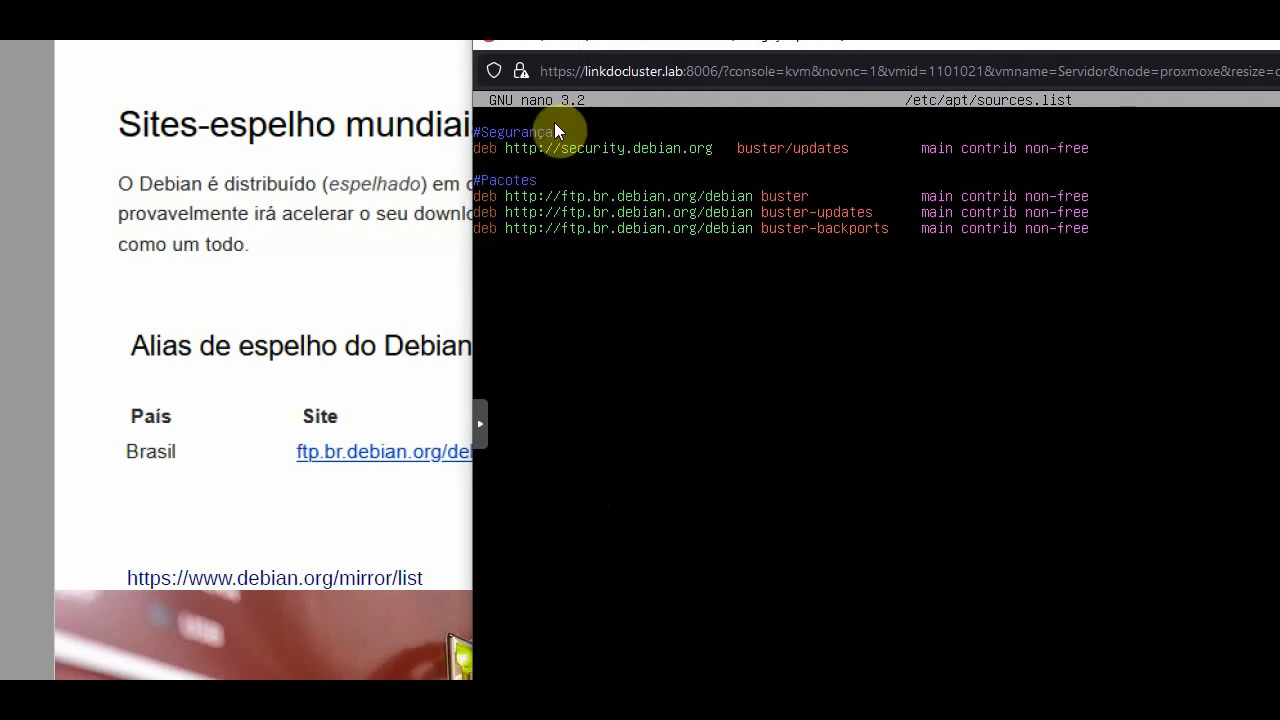 Sites-espelho mundiai
O Debian é distribuído (espelhado) em
provavelmente irá acelerar o seu downlo
como um todo.
Alias de espelho do Debian
País Site
Brasil ftp.br.debian.org/de
https://www.debian.org/mirror/list
https://linkdocluster.lab:8006/?console=kvm&novnc=1&vmid=1101021&vmname=Servidor&node=proxmoxe&resize=
GNU nano 3.2 /etc/apt/sources.list
#Segurança
deb http://security.debian.org buster/updates main contrib non-free
#Pacotes
deb http://ftp.br.debian.org/debian buster main contrib non-free
deb http://ftp.br.debian.org/debian buster-updates main contrib non-free
deb http://ftp.br.debian.org/debian buster-backports main contrib non-free